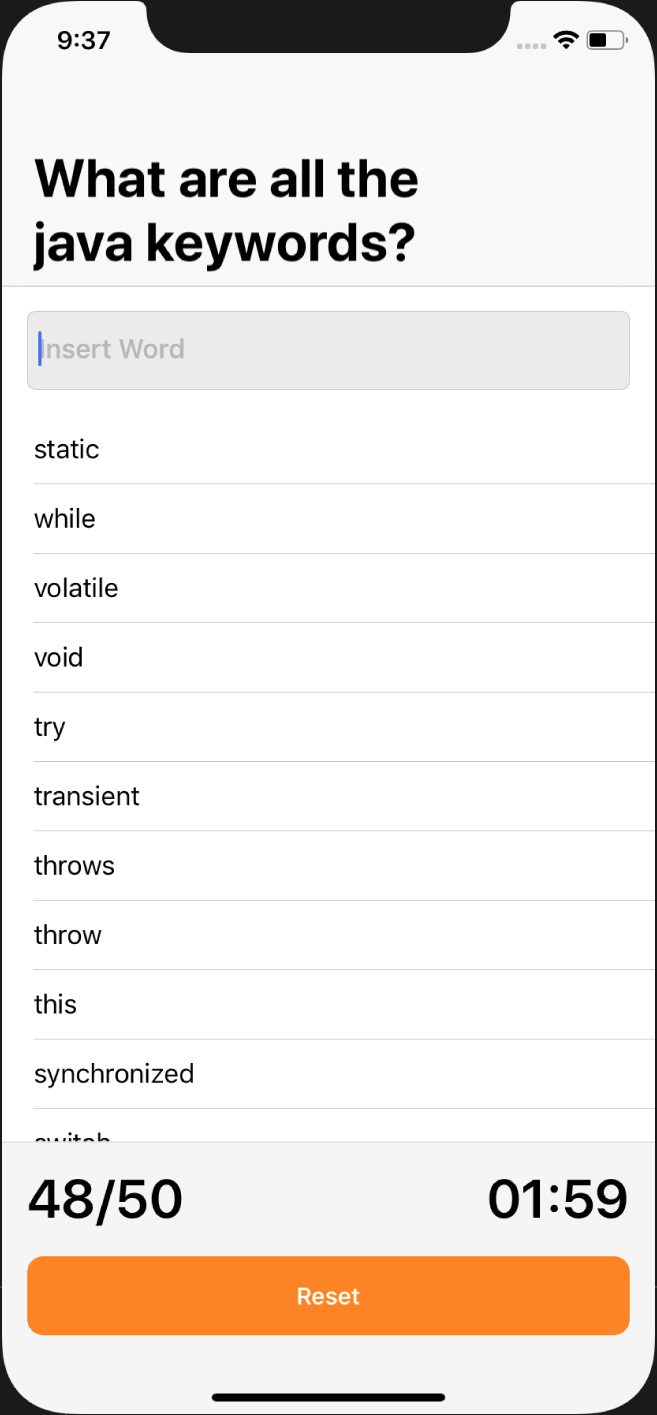 9:37
What are all the
java keywords?
Insert Word
static
while
volatile
void
try
transient
throws
throw
this
synchronized
switch
48/50
01:59
Reset